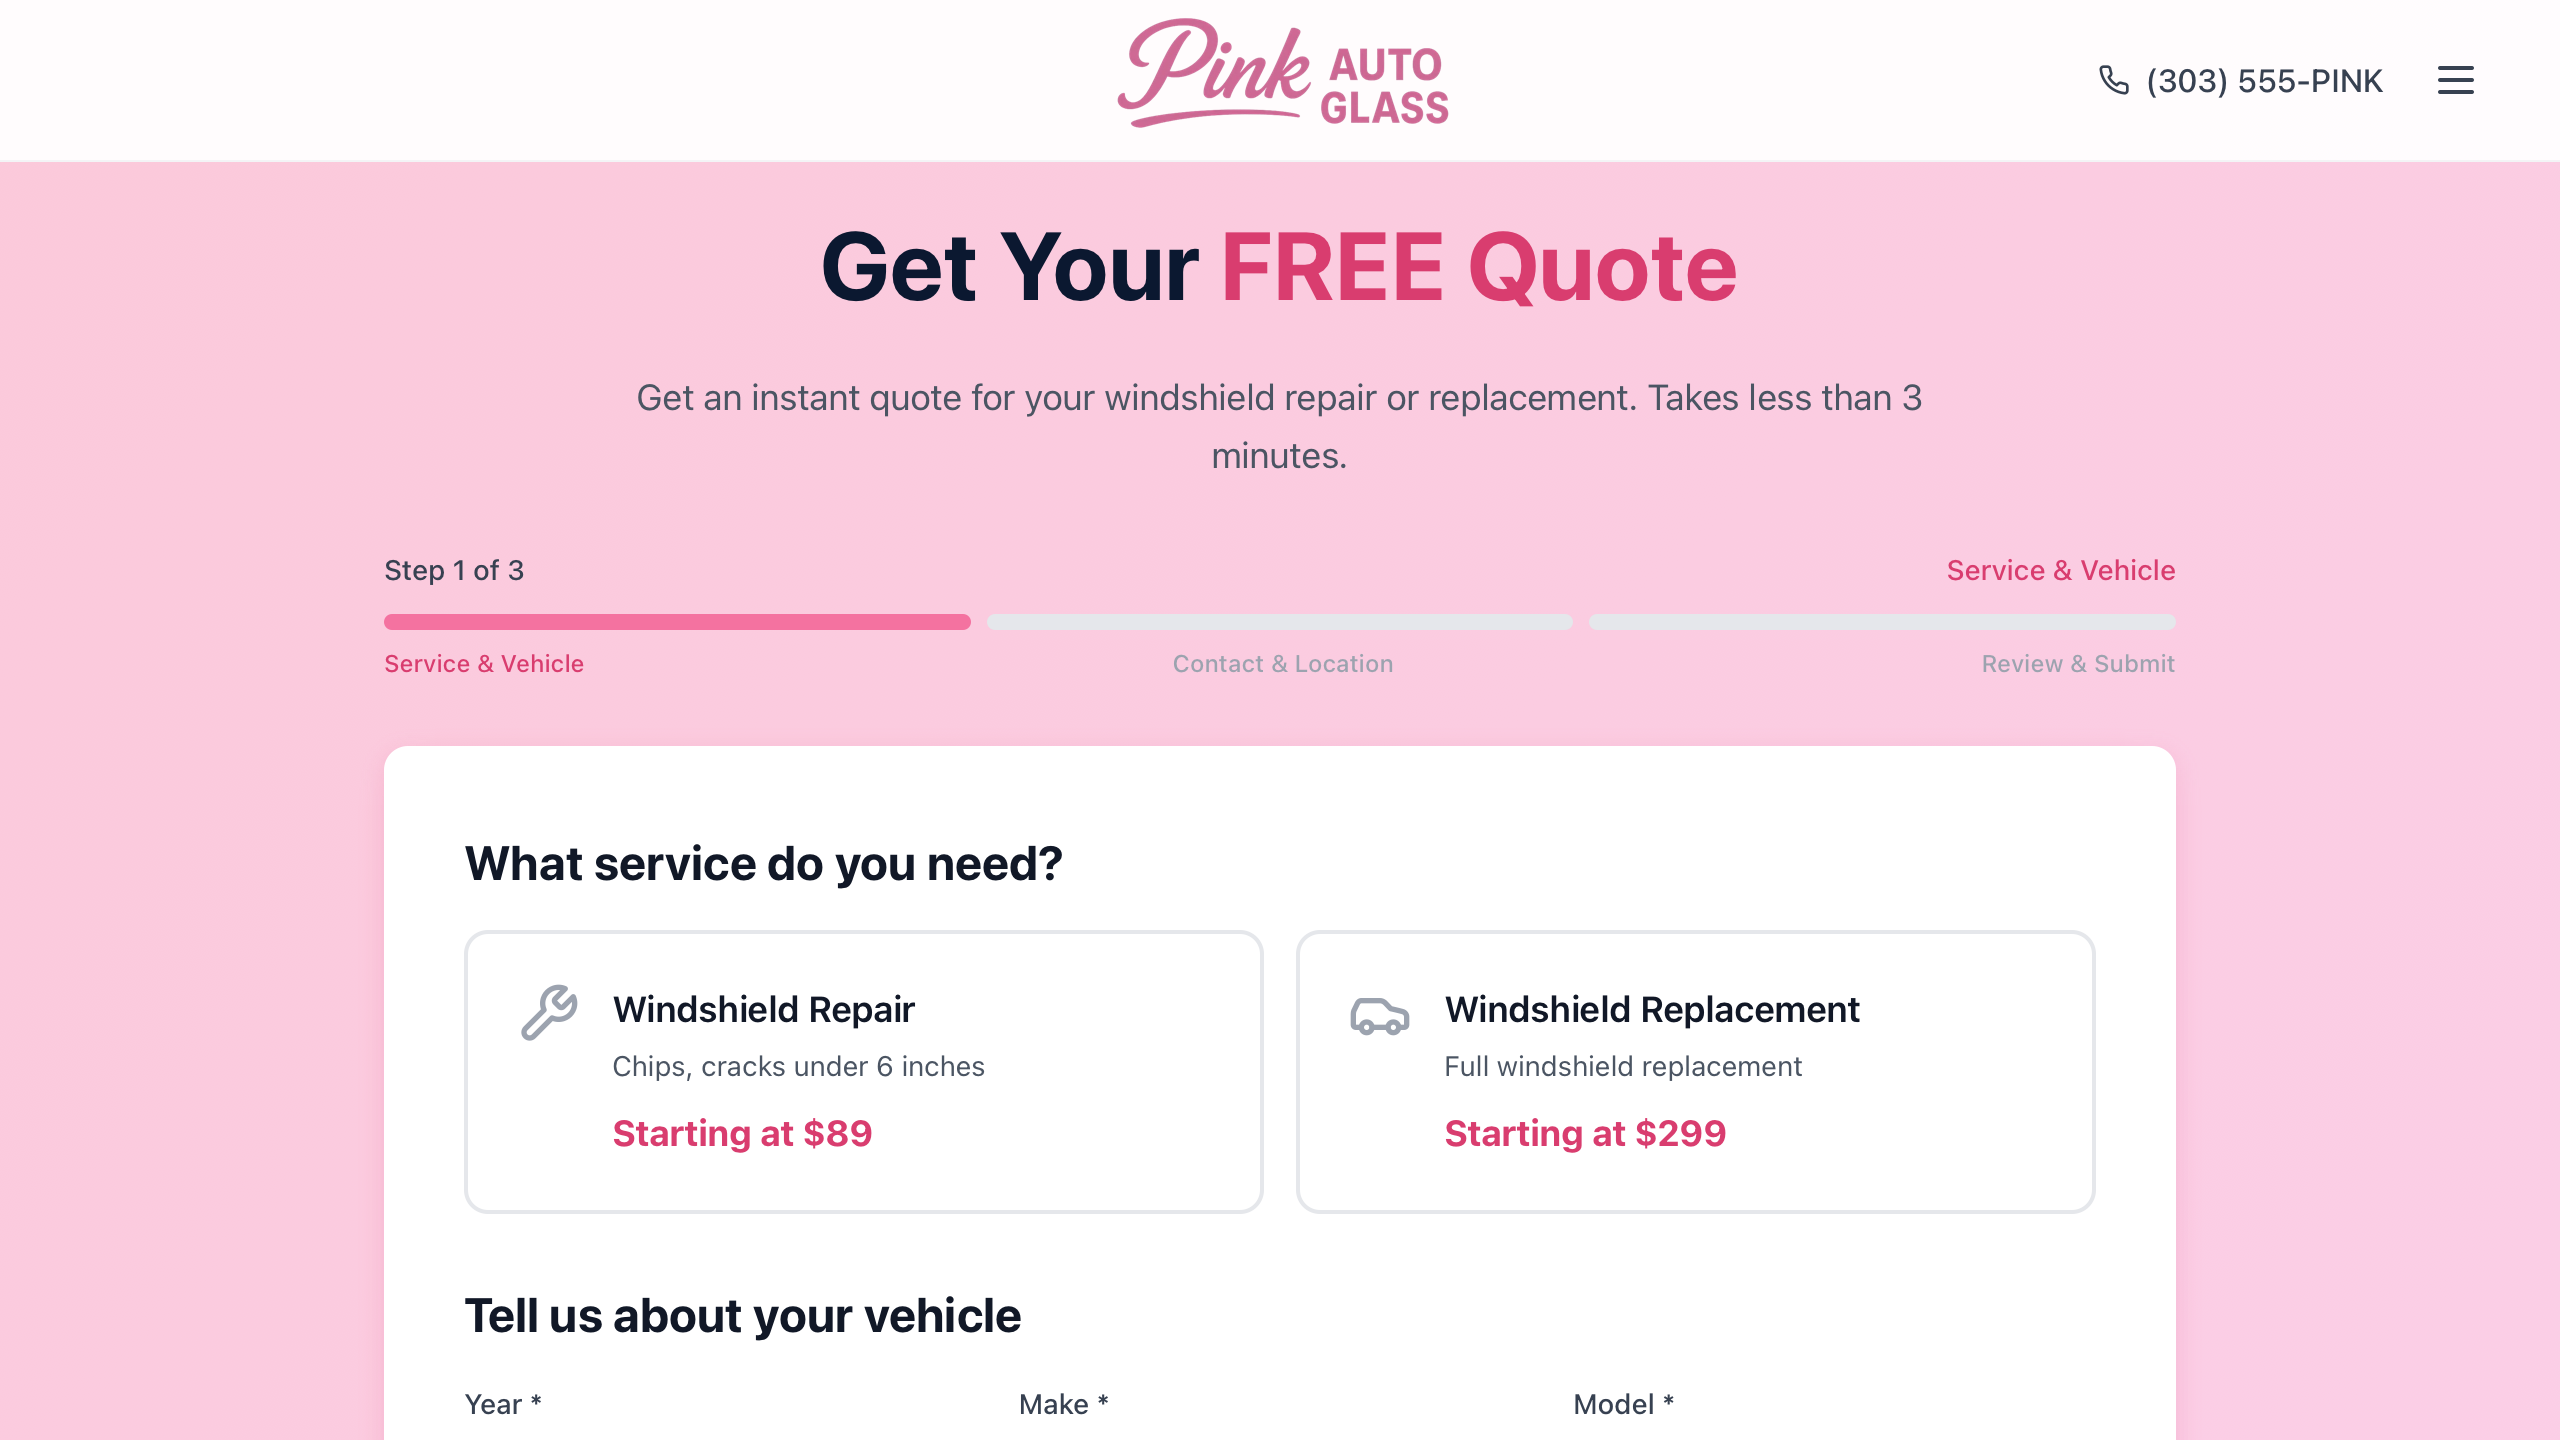 Pink AUTO
GLASS
(303) 555-PINK
Get Your FREE Quote
Get an instant quote for your windshield repair or replacement. Takes less than 3
minutes.
Step 1 of 3
Service & Vehicle
Service & Vehicle
Contact & Location
Review & Submit
What service do you need?
Windshield Repair
Chips, cracks under 6 inches
Starting at $89
Windshield Replacement
Full windshield replacement
Starting at $299
Tell us about your vehicle
Year *
Make *
Model *